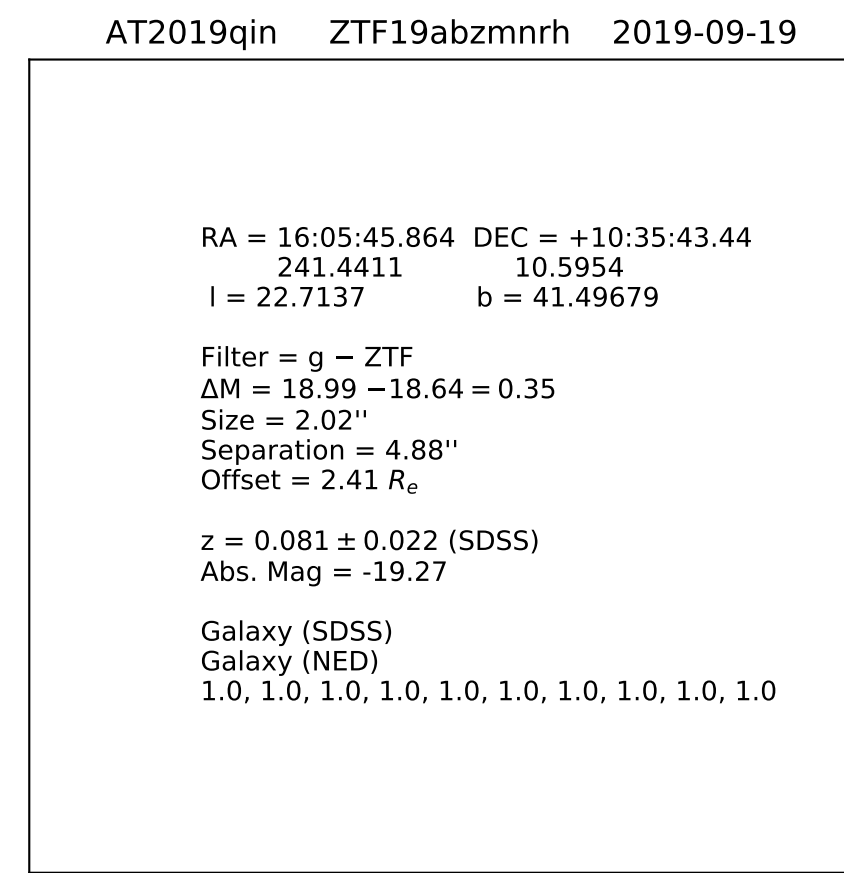 AT2019qin ZTF19abzmnrh 2019-09-19
RA = 16:05:45.864 DEC = +10:35:43.44
241.4411 10.5954
l = 22.7137 b = 41.49679
Filter = g − ZTF
ΔM = 18.99 −18.64 = 0.35
Size = 2.02''
Separation = 4.88''
Offset = 2.41 Rₑ
z = 0.081 ± 0.022 (SDSS)
Abs. Mag = -19.27
Galaxy (SDSS)
Galaxy (NED)
1.0, 1.0, 1.0, 1.0, 1.0, 1.0, 1.0, 1.0, 1.0, 1.0